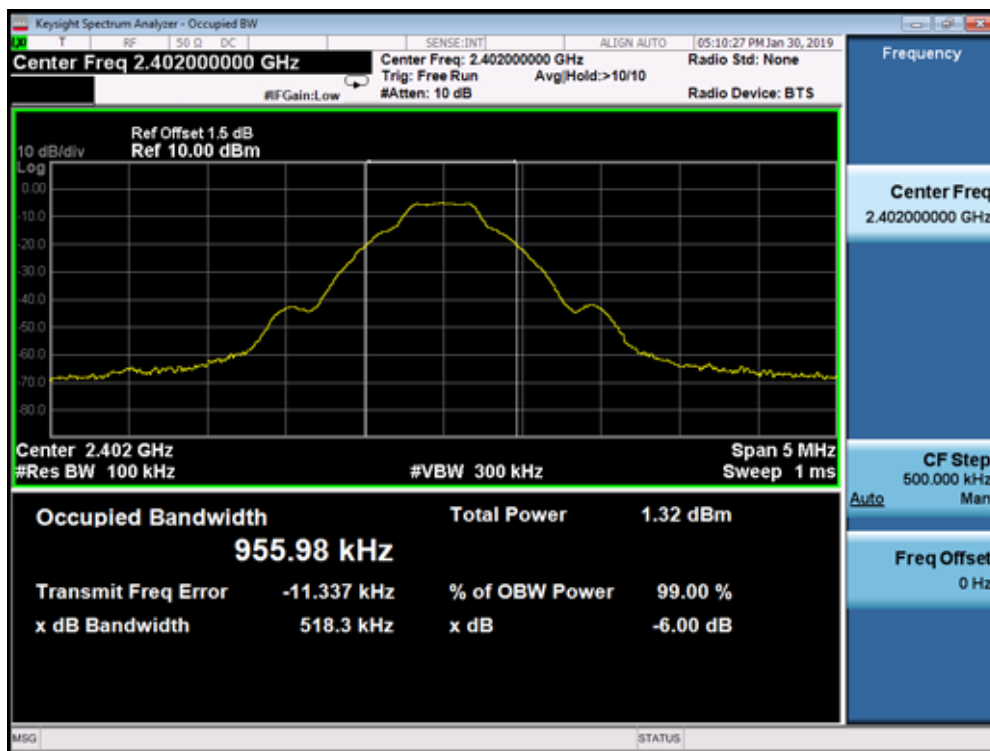 Keysight Spectrum Analyzer - Occupied BW
LXI T RF 50 Ω DC SENSE:INT ALIGN AUTO 05:10:27 PM Jan 30, 2019
Center Freq 2.402000000 GHz
Center Freq: 2.402000000 GHz Radio Std: None
Trig: Free Run Avg|Hold:>10/10
#IFGain:Low #Atten: 10 dB Radio Device: BTS
Ref Offset 1.5 dB
10 dB/div Ref 10.00 dBm
Log
0.00
-10.0
-20.0
-30.0
-40.0
-50.0
-60.0
-70.0
-80.0
Center 2.402 GHz Span 5 MHz
#Res BW 100 kHz #VBW 300 kHz Sweep 1 ms
Occupied Bandwidth Total Power 1.32 dBm
955.98 kHz
Transmit Freq Error -11.337 kHz % of OBW Power 99.00 %
x dB Bandwidth 518.3 kHz x dB -6.00 dB
MSG STATUS
Frequency
Center Freq
2.402000000 GHz
CF Step
500.000 kHz
Auto Man
Freq Offset
0 Hz